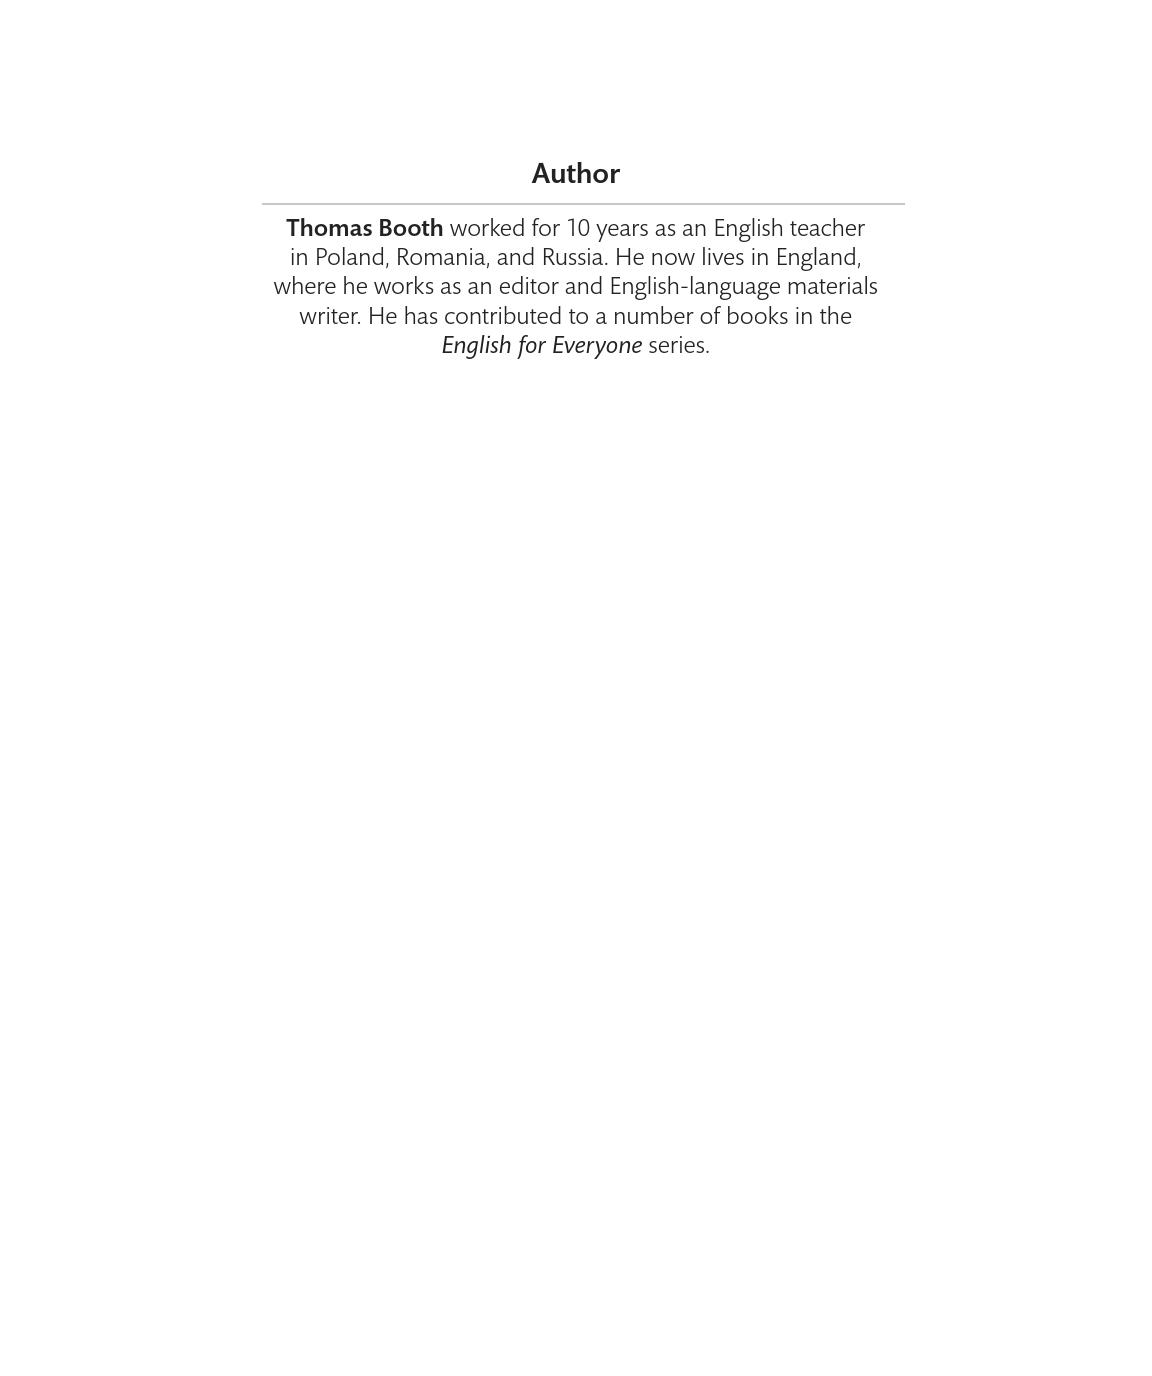 Author
Thomas Booth worked for 10 years as an English teacher
in Poland, Romania, and Russia. He now lives in England,
where he works as an editor and English-language materials
writer. He has contributed to a number of books in the
English for Everyone series.